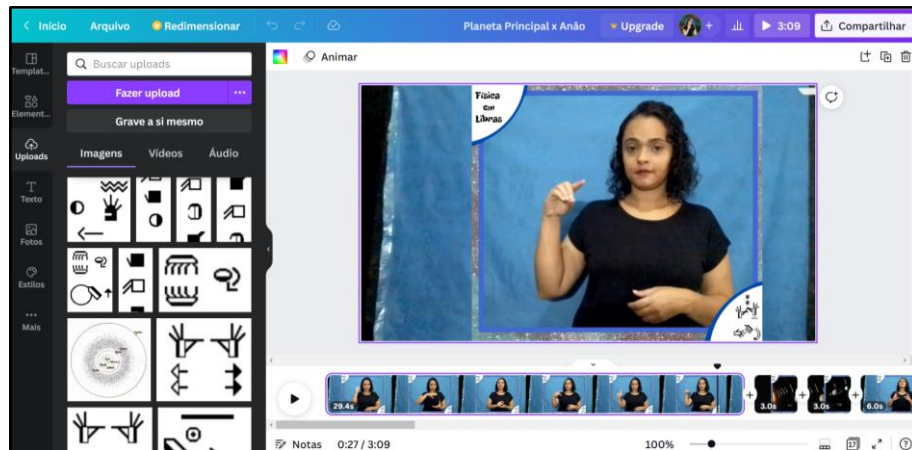 Início Arquivo Redimensionar Planeta Principal x Anão Upgrade + 3:09 Compartilhar
Templat...
Element...
Uploads
Texto
Fotos
Estilos
Mais
Buscar uploads
Fazer upload
Grave a si mesmo
Imagens Vídeos Áudio
Animar
Física
em
Libras
29.4s
3.0s
3.0s
6.0s
Notas 0:27 / 3:09 100% 17